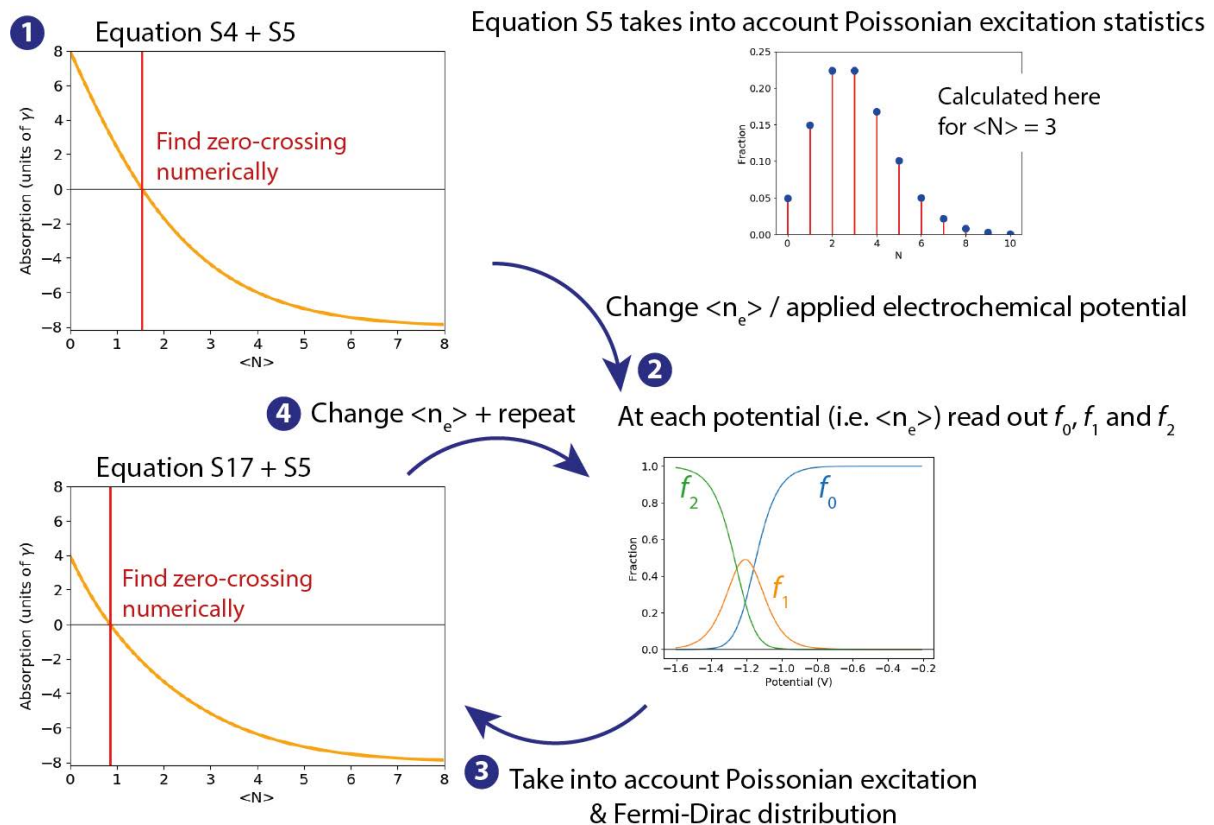 1
Equation S4 + S5
Equation S5 takes into account Poissonian excitation statistics
8
6
4
2
0
−2
−4
−6
−8
Absorption (units of γ)
Find zero-crossing
numerically
0 1 2 3 4 5 6 7 8
<N>
0.25
0.20
0.15
0.10
0.05
0.00
Fraction
Calculated here
for <N> = 3
0 2 4 6 8 10
N
Change <nₑ> / applied electrochemical potential
2
4 Change <nₑ> + repeat
At each potential (i.e. <nₑ>) read out f₀, f₁ and f₂
Equation S17 + S5
8
6
4
2
0
−2
−4
−6
−8
Absorption (units of γ)
Find zero-crossing
numerically
0 1 2 3 4 5 6 7 8
<N>
1.0
0.8
0.6
0.4
0.2
0.0
Fraction
f₂
f₀
f₁
−1.6 −1.4 −1.2 −1.0 −0.8 −0.6 −0.4 −0.2
Potential (V)
3 Take into account Poissonian excitation
& Fermi-Dirac distribution